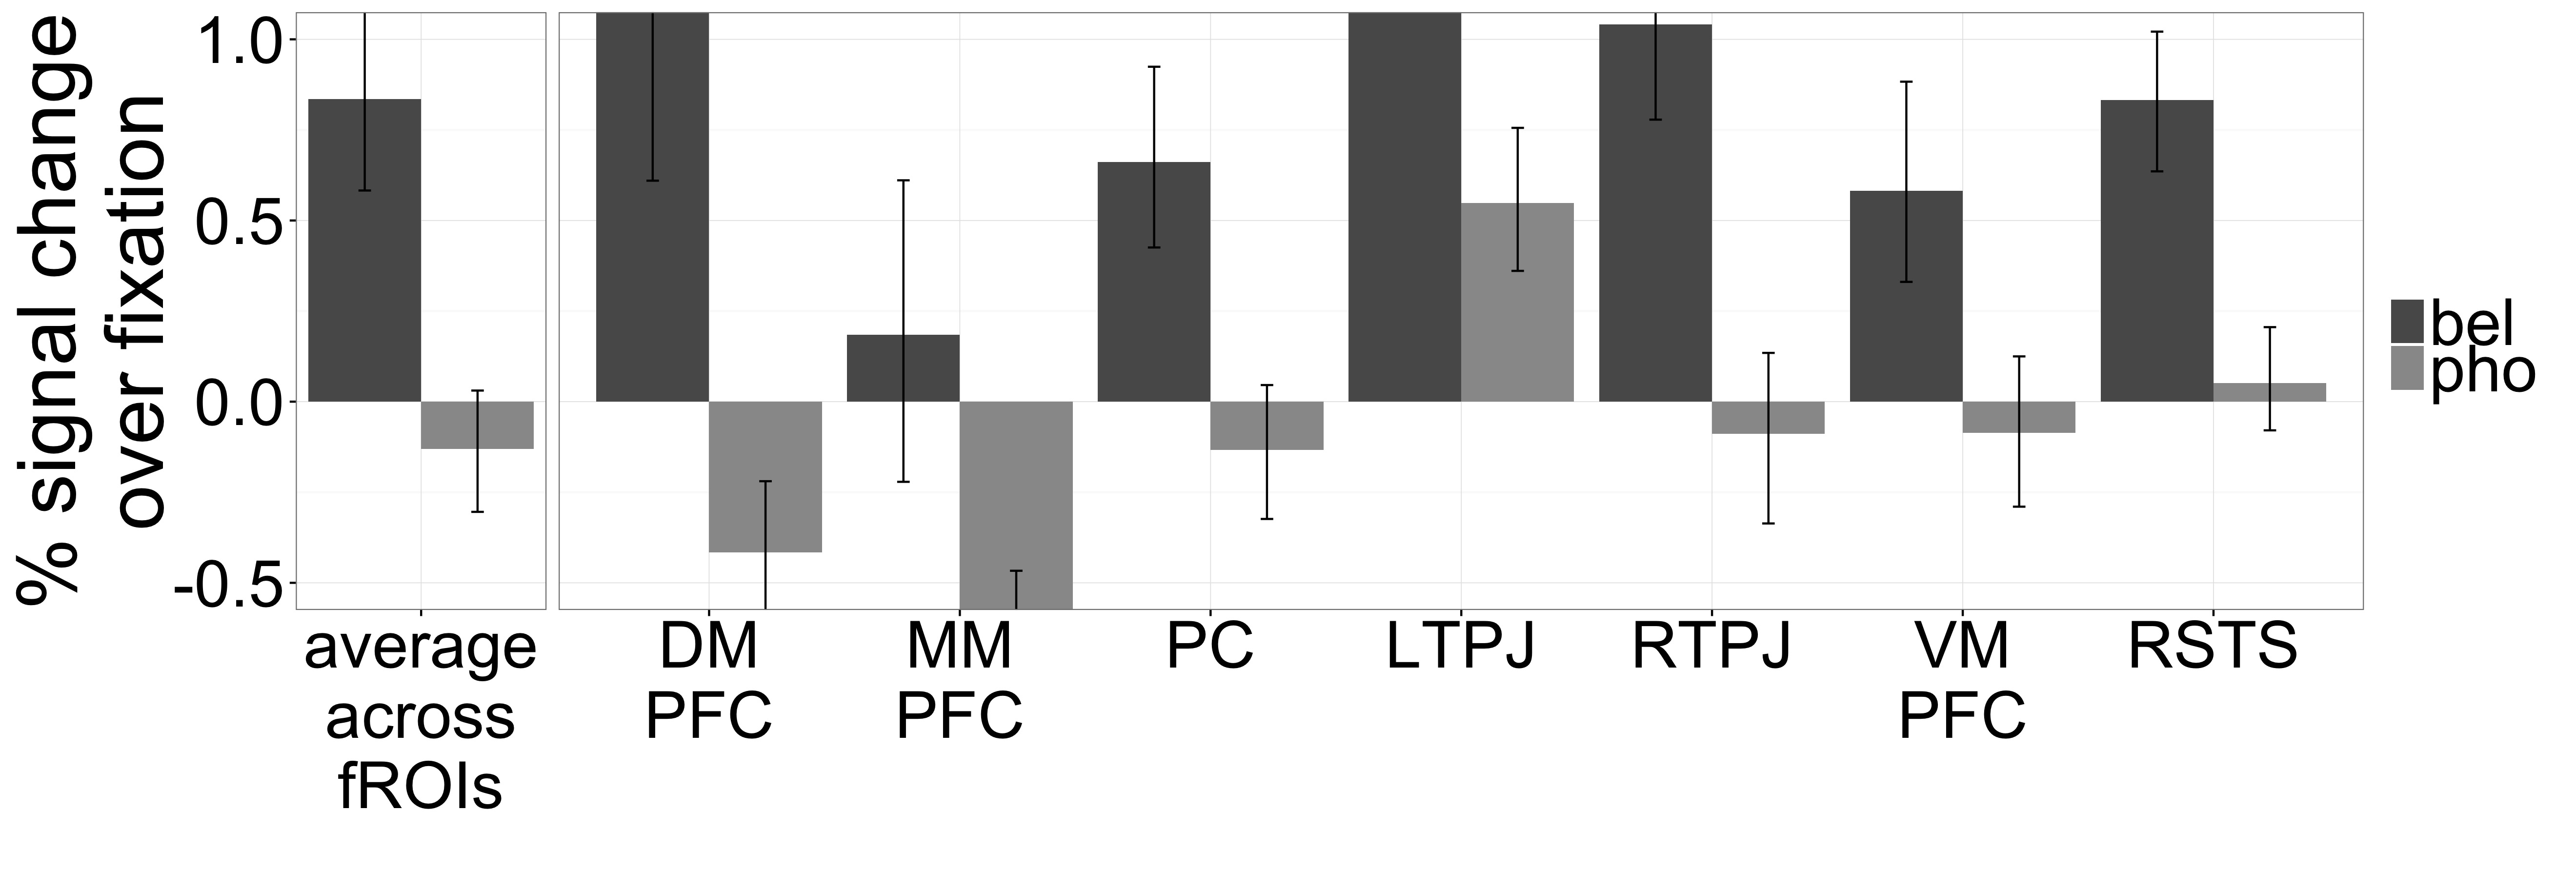 % signal change
over fixation
1.0
0.5
0.0
-0.5
average
across
fROIs
DM
PFC
MM
PFC
PC
LTPJ
RTPJ
VM
PFC
RSTS
bel
pho